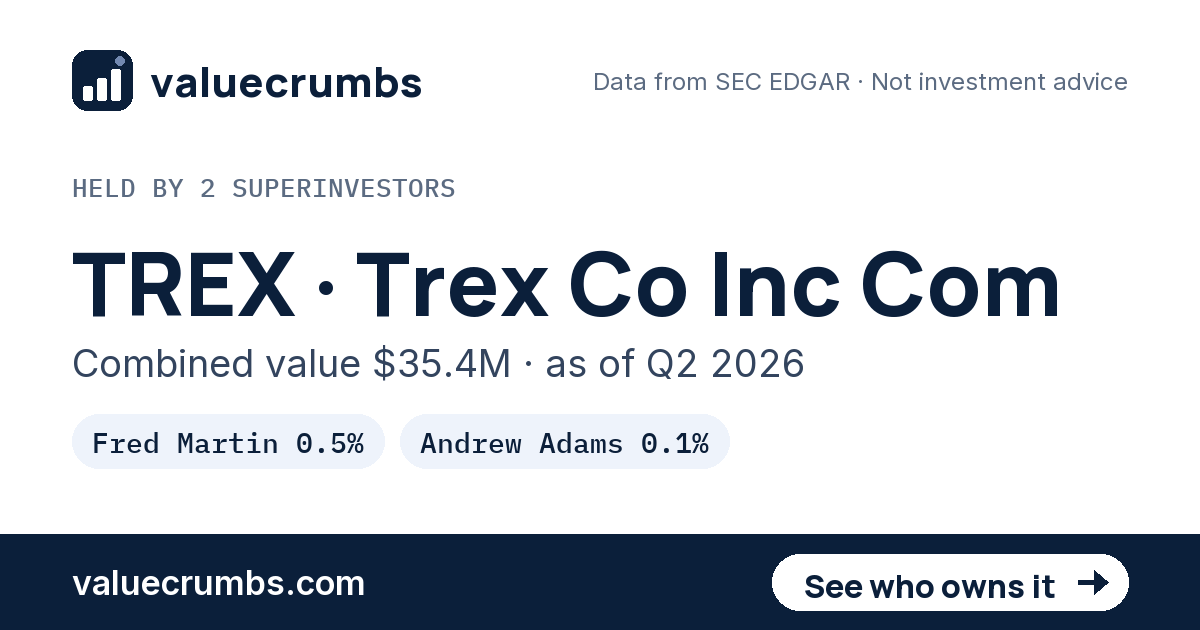 valuecrumbs
Data from SEC EDGAR · Not investment advice
HELD BY 2 SUPERINVESTORS
TREX · Trex Co Inc Com
Combined value $35.4M · as of Q2 2026
Fred Martin 0.5%
Andrew Adams 0.1%
valuecrumbs.com
See who owns it